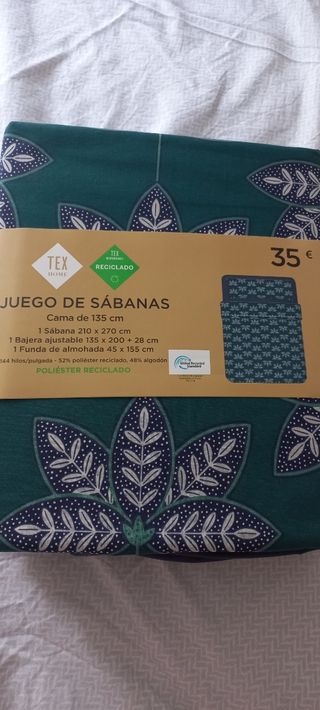 TEX
HOME
TEX
RECICLADO
35 €
JUEGO DE SÁBANAS
Cama de 135 cm
1 Sábana 210 x 270 cm
1 Bajera ajustable 135 x 200 + 28 cm
1 Funda de almohada 45 x 155 cm
144 hilos/pulgada - 52% poliéster reciclado, 48% algodón
POLIÉSTER RECICLADO
Global Recycled
Standard